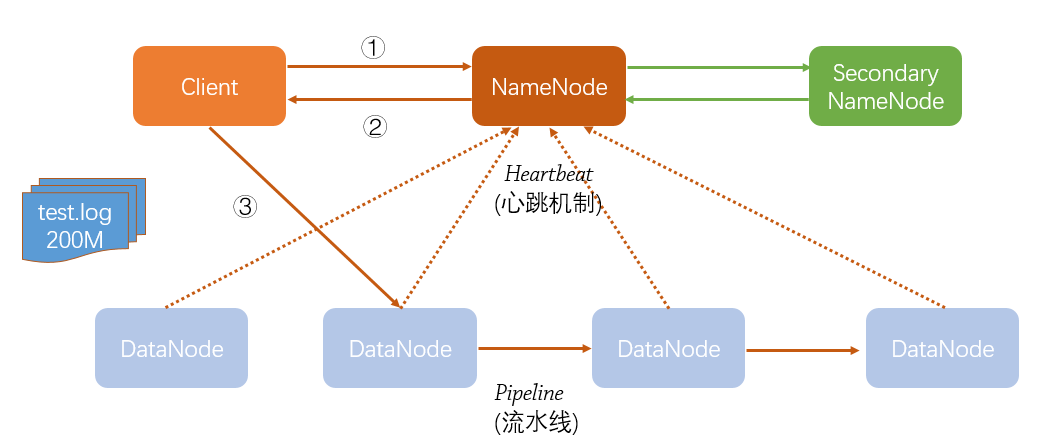 ①
Client
NameNode
Secondary
NameNode
②
Heartbeat
(心跳机制)
③
test.log
200M
DataNode
DataNode
DataNode
DataNode
Pipeline
(流水线)